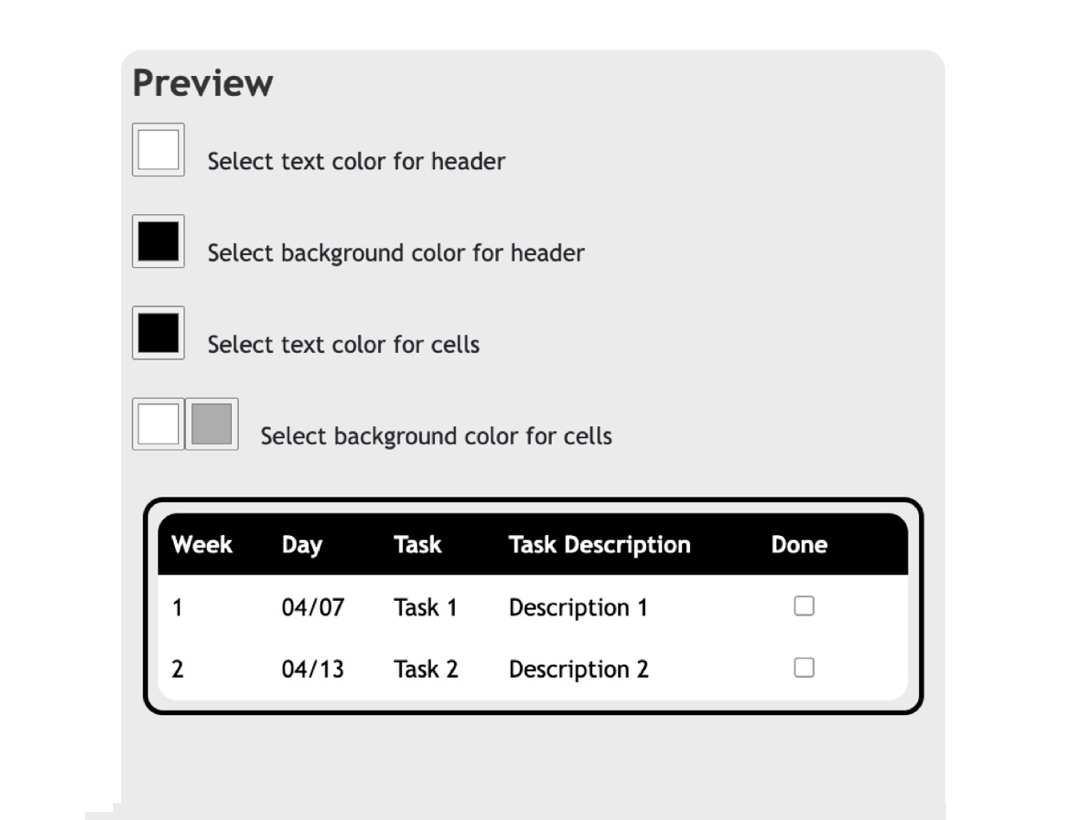 Preview
Select text color for header
Select background color for header
Select text color for cells
Select background color for cells
Week Day Task Task Description Done
1 04/07 Task 1 Description 1
2 04/13 Task 2 Description 2